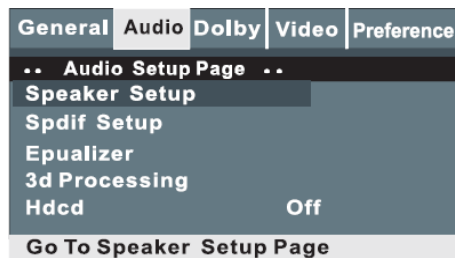 General Audio Dolby Video Preference
.. Audio Setup Page ..
Speaker Setup
Spdif Setup
Epualizer
3d Processing
Hdcd Off
Go To Speaker Setup Page